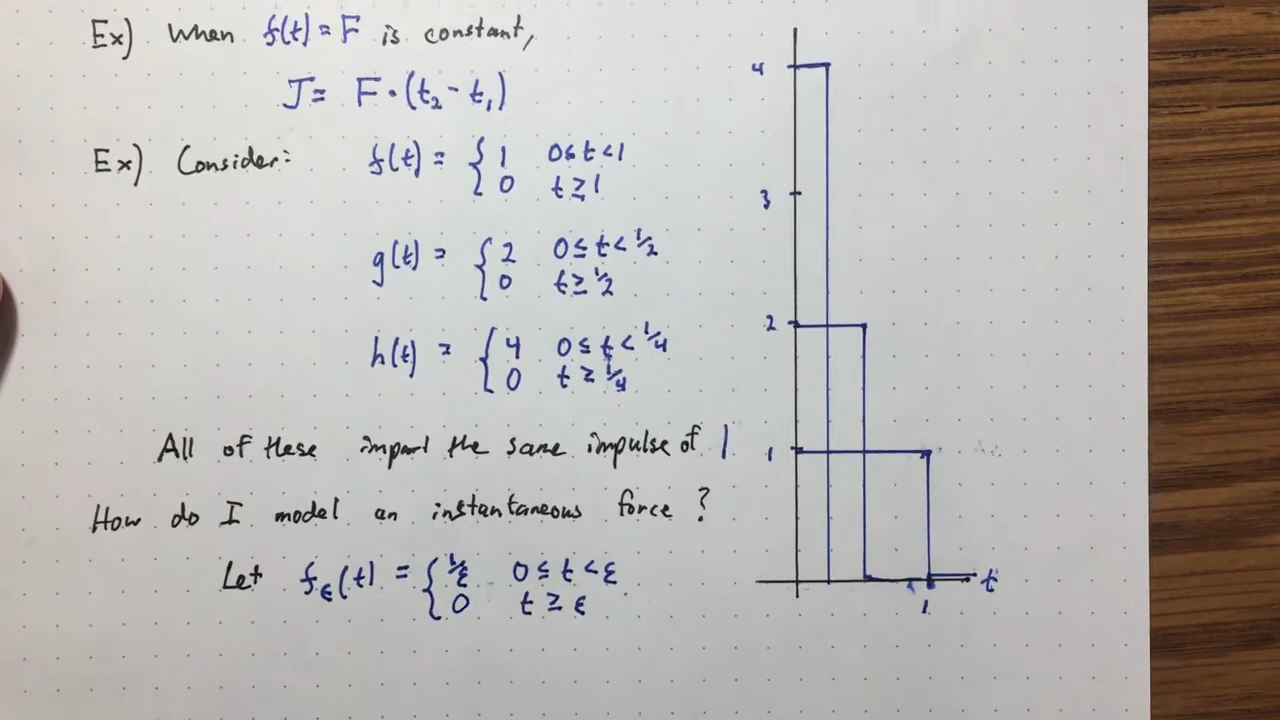 Ex) When f(t) = F is constant,
J = F·(t₂ - t₁)
Ex) Consider: f(t) = { 1 0≤t<1
0 t≥1
g(t) = { 2 0≤t<1/2
0 t≥1/2
h(t) = { 4 0≤t<1/4
0 t≥1/4
All of these impart the same impulse of 1
How do I model an instantaneous force?
Let f_ε(t) = { 1/ε 0≤t<ε
0 t≥ε
4
3
2
1
t
1